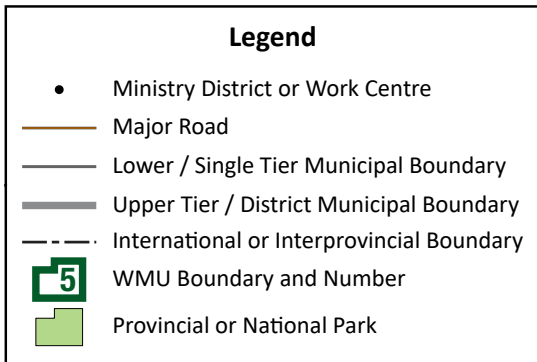 Legend
Ministry District or Work Centre
Major Road
Lower / Single Tier Municipal Boundary
Upper Tier / District Municipal Boundary
International or Interprovincial Boundary
5 WMU Boundary and Number
Provincial or National Park